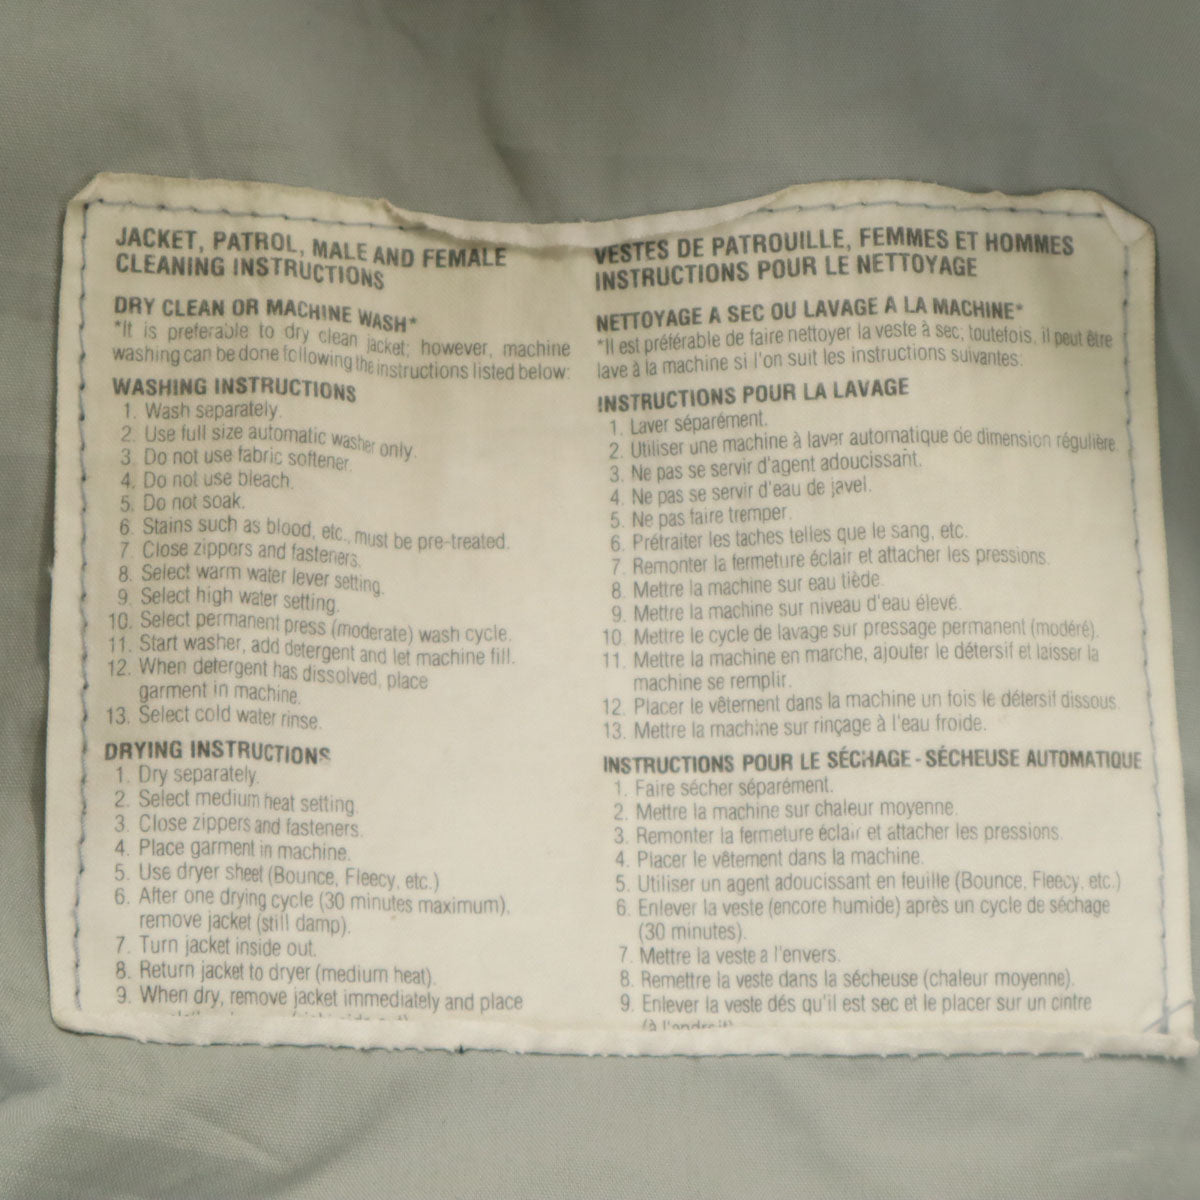 JACKET, PATROL, MALE AND FEMALE
CLEANING INSTRUCTIONS
DRY CLEAN OR MACHINE WASH*
*It is preferable to dry clean jacket; however, machine
washing can be done following the instructions listed below:
WASHING INSTRUCTIONS
1. Wash separately.
2. Use full size automatic washer only.
3. Do not use fabric softener.
4. Do not use bleach.
5. Do not soak.
6. Stains such as blood, etc., must be pre-treated.
7. Close zippers and fasteners.
8. Select warm water lever setting.
9. Select high water setting.
10. Select permanent press (moderate) wash cycle.
11. Start washer, add detergent and let machine fill.
12. When detergent has dissolved, place
garment in machine.
13. Select cold water rinse.
DRYING INSTRUCTIONS
1. Dry separately.
2. Select medium heat setting.
3. Close zippers and fasteners.
4. Place garment in machine.
5. Use dryer sheet (Bounce, Fleecy, etc.)
6. After one drying cycle (30 minutes maximum),
remove jacket (still damp).
7. Turn jacket inside out.
8. Return jacket to dryer (medium heat).
9. When dry, remove jacket immediately and place
VESTES DE PATROUILLE, FEMMES ET HOMMES
INSTRUCTIONS POUR LE NETTOYAGE
NETTOYAGE A SEC OU LAVAGE A LA MACHINE*
*Il est préférable de faire nettoyer la veste à sec; toutefois, il peut être
lave à la machine si l'on suit les instructions suivantes:
INSTRUCTIONS POUR LA LAVAGE
1. Laver séparément.
2. Utiliser une machine à laver automatique de dimension régulière.
3. Ne pas se servir d'agent adoucissant.
4. Ne pas se servir d'eau de javel.
5. Ne pas faire tremper.
6. Prétraiter les taches telles que le sang, etc.
7. Remonter la fermeture éclair et attacher les pressions.
8. Mettre la machine sur eau tiède.
9. Mettre la machine sur niveau d'eau élevé.
10. Mettre le cycle de lavage sur pressage permanent (modéré).
11. Mettre la machine en marche, ajouter le détersif et laisser la
machine se remplir.
12. Placer le vêtement dans la machine un fois le détersif dissous.
13. Mettre la machine sur rinçage à l'eau froide.
INSTRUCTIONS POUR LE SÉCHAGE - SÉCHEUSE AUTOMATIQUE
1. Faire sécher séparément.
2. Mettre la machine sur chaleur moyenne.
3. Remonter la fermeture éclair et attacher les pressions.
4. Placer le vêtement dans la machine.
5. Utiliser un agent adoucissant en feuille (Bounce, Fleecy, etc.)
6. Enlever la veste (encore humide) après un cycle de séchage
(30 minutes).
7. Mettre la veste a l'envers.
8. Remettre la veste dans la sécheuse (chaleur moyenne).
9. Enlever la veste dés qu'il est sec et le placer sur un cintre
(à l'endroit)